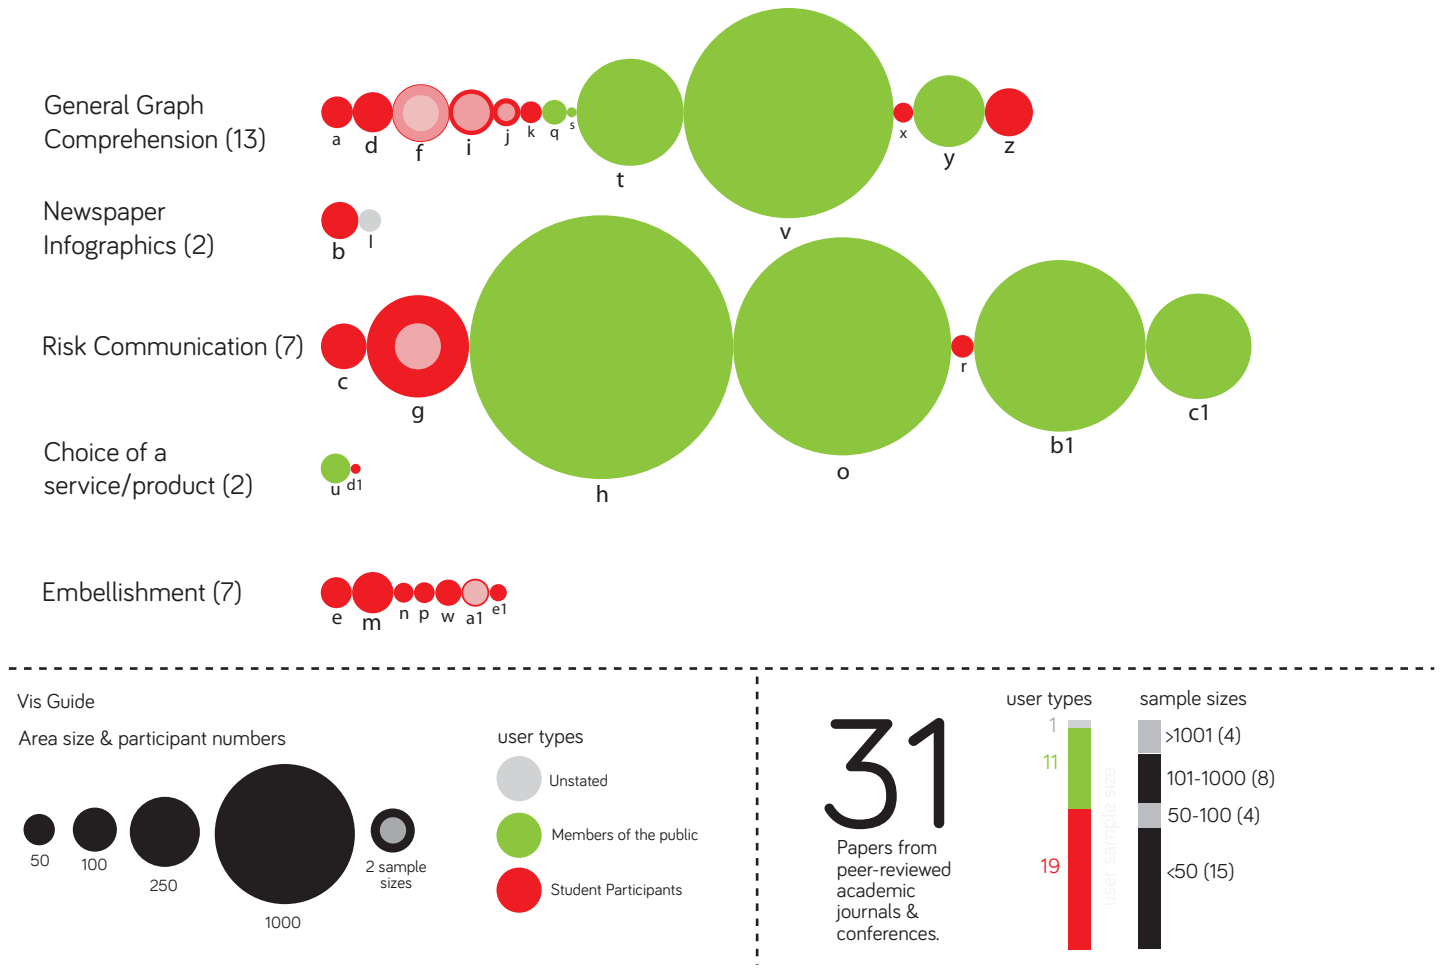 General Graph
Comprehension (13)
a
d
f
i
j
k
q
s
t
v
x
y
z
Newspaper
Infographics (2)
b
l
Risk Communication (7)
c
g
h
o
r
b1
c1
Choice of a
service/product (2)
u
d1
Embellishment (7)
e
m
n
p
w
a1
e1
Vis Guide
Area size & participant numbers
50
100
250
1000
2 sample
sizes
user types
Unstated
Members of the public
Student Participants
31
Papers from
peer-reviewed
academic
journals &
conferences.
user types
1
11
19
user sample size
sample sizes
>1001 (4)
101-1000 (8)
50-100 (4)
<50 (15)